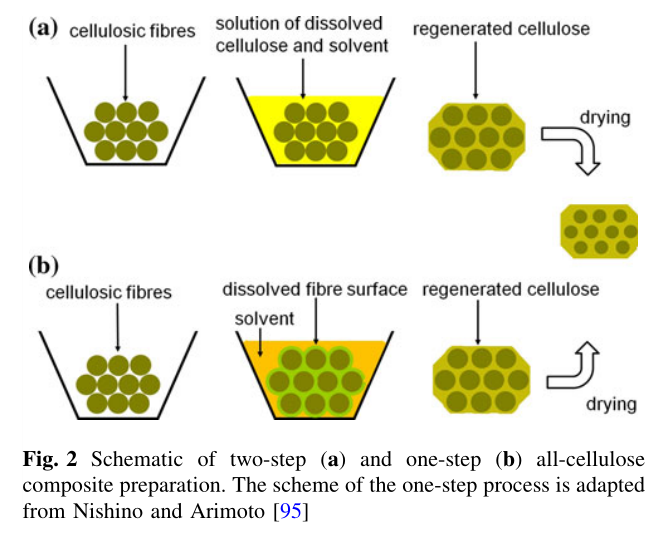 (a)
cellulosic fibres
solution of dissolved
cellulose and solvent
regenerated cellulose
drying
(b)
cellulosic fibres
dissolved fibre surface
solvent
regenerated cellulose
drying
Fig. 2 Schematic of two-step (a) and one-step (b) all-cellulose
composite preparation. The scheme of the one-step process is adapted
from Nishino and Arimoto [95]